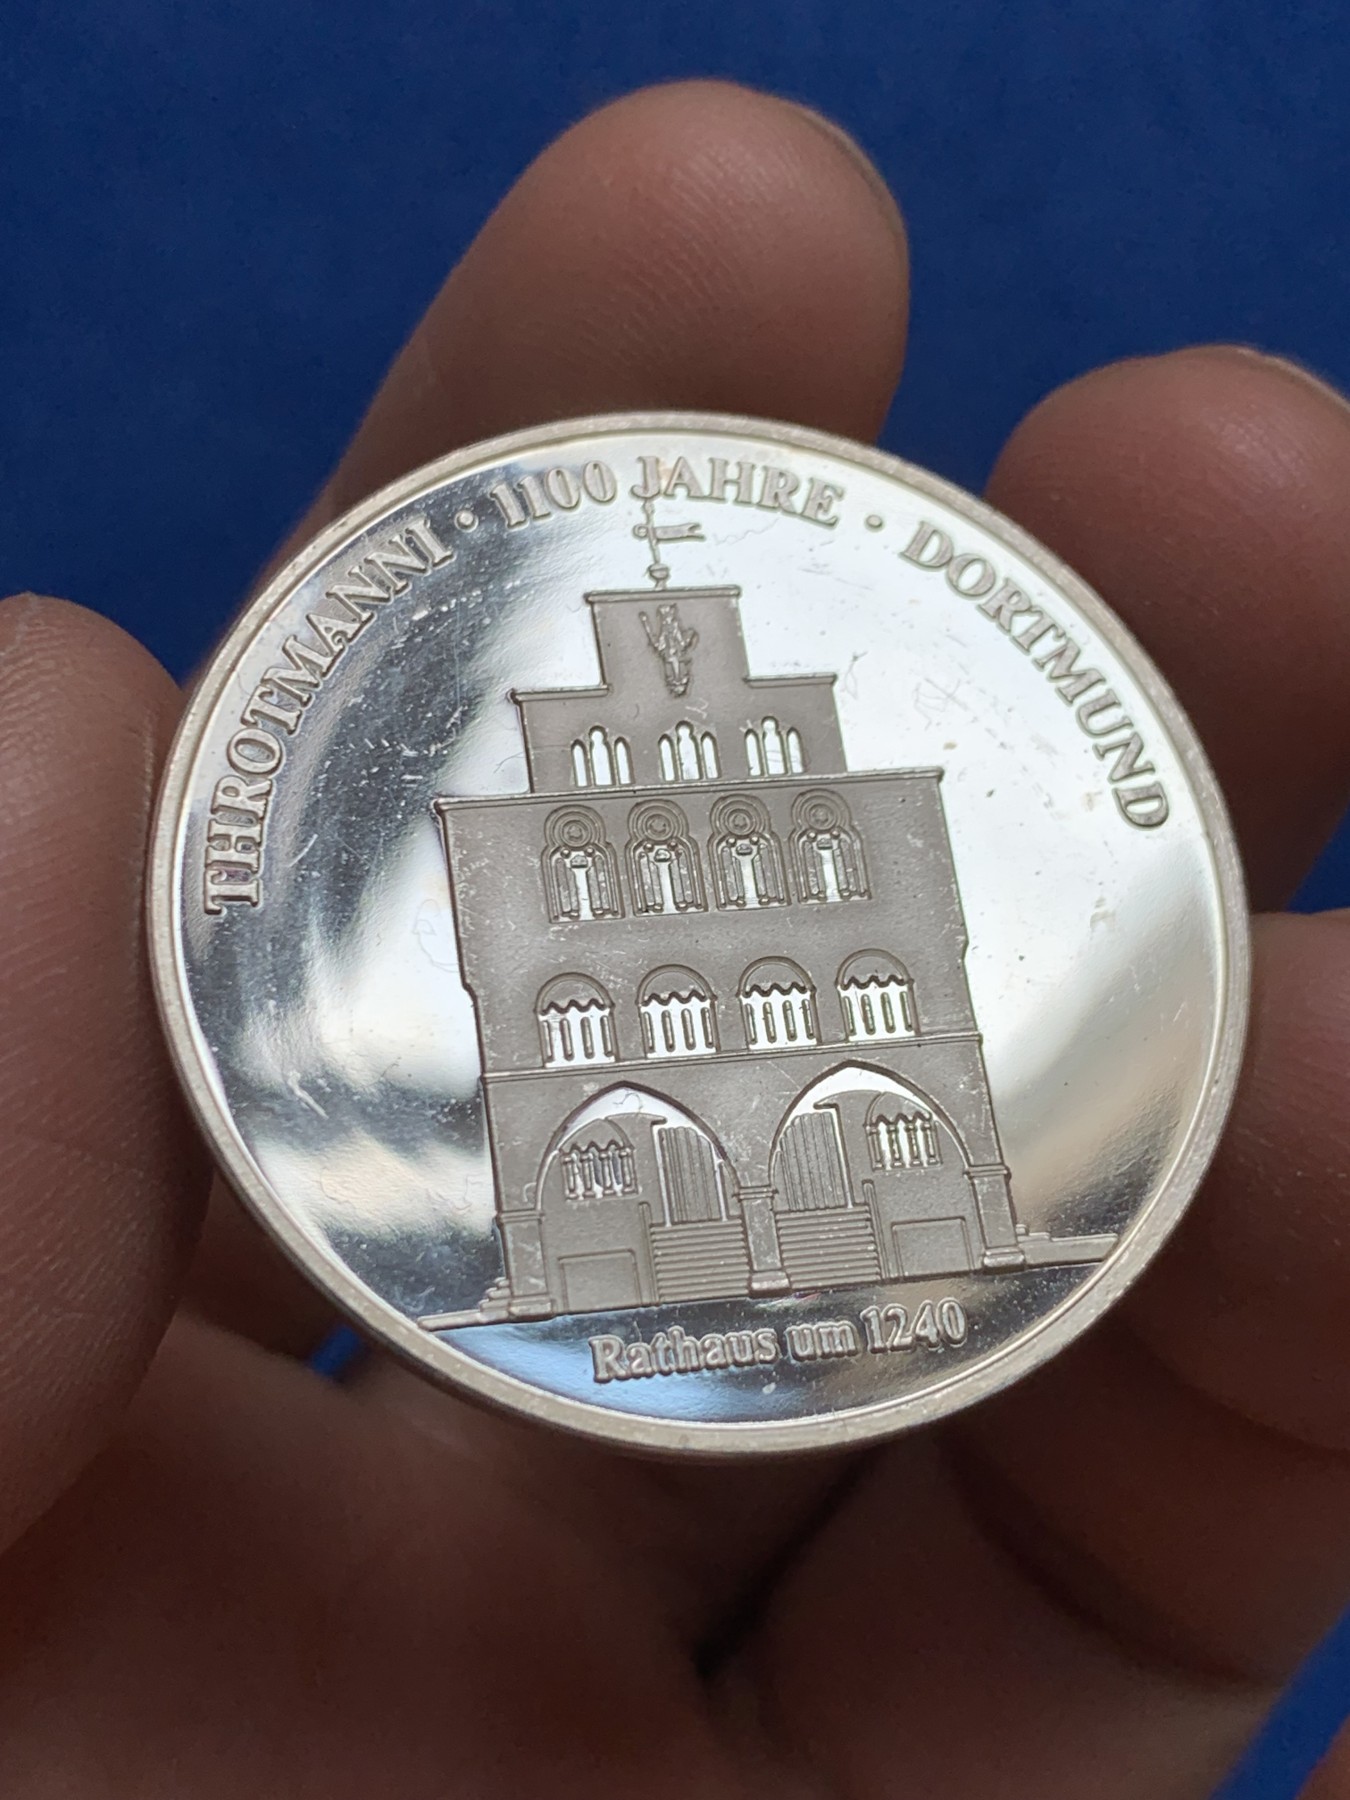 THROTMANNI · 1100 JAHRE · DORTMUND
Rathaus um 1240